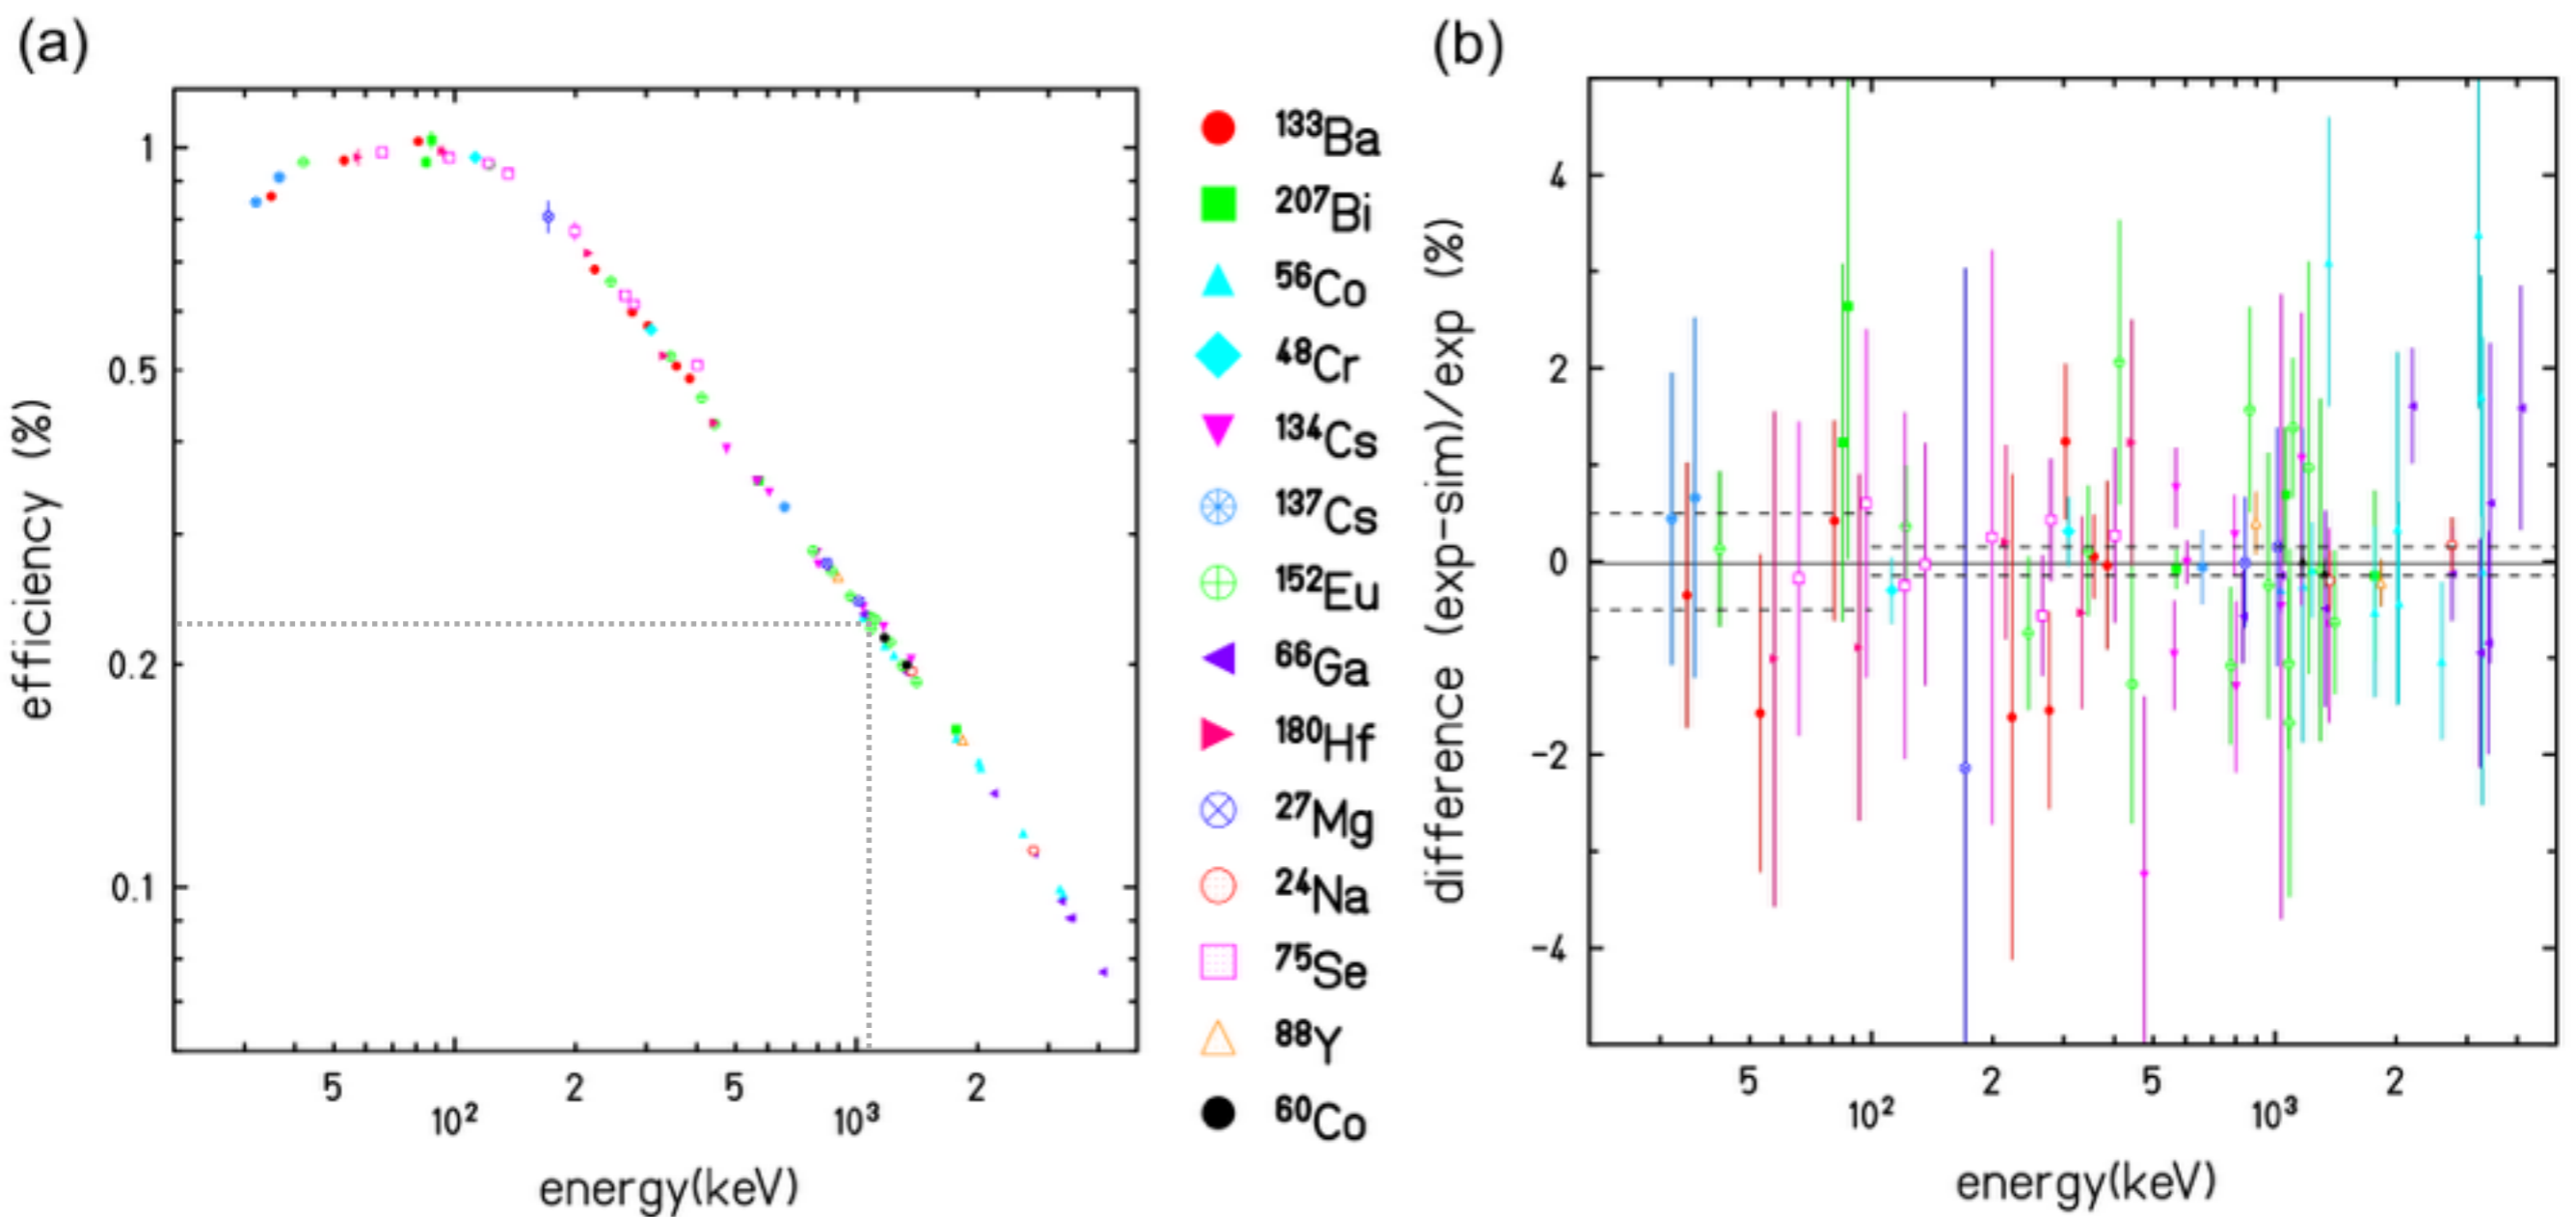 (a)
efficiency (%)
1
0.5
0.2
0.1
5
10²
2
5
10³
2
energy(keV)
¹³³Ba
²⁰⁷Bi
⁵⁶Co
⁴⁸Cr
¹³⁴Cs
¹³⁷Cs
¹⁵²Eu
⁶⁶Ga
¹⁸⁰Hf
²⁷Mg
²⁴Na
⁷⁵Se
⁸⁸Y
⁶⁰Co
(b)
difference (exp-sim)/exp (%)
4
2
0
-2
-4
5
10²
2
5
10³
2
energy(keV)